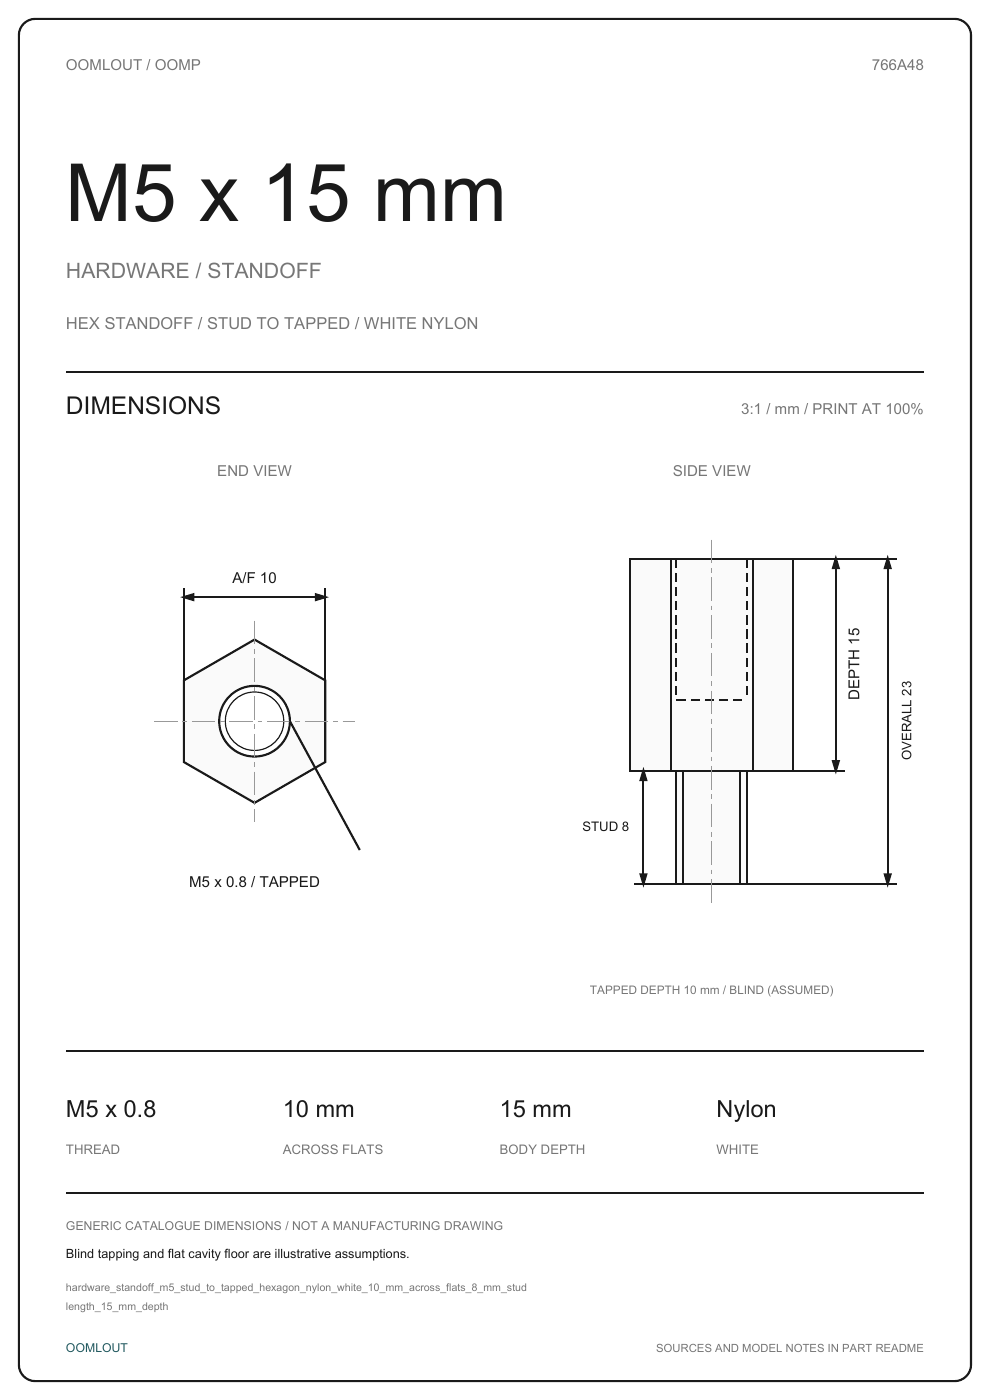 OOMLOUT / OOMP
766A48
M5 x 15 mm
HARDWARE / STANDOFF
HEX STANDOFF / STUD TO TAPPED / WHITE NYLON
DIMENSIONS
3:1 / mm / PRINT AT 100%
END VIEW
SIDE VIEW
A/F 10
M5 x 0.8 / TAPPED
DEPTH 15
OVERALL 23
STUD 8
TAPPED DEPTH 10 mm / BLIND (ASSUMED)
M5 x 0.8
THREAD
10 mm
ACROSS FLATS
15 mm
BODY DEPTH
Nylon
WHITE
GENERIC CATALOGUE DIMENSIONS / NOT A MANUFACTURING DRAWING
Blind tapping and flat cavity floor are illustrative assumptions.
hardware_standoff_m5_stud_to_tapped_hexagon_nylon_white_10_mm_across_flats_8_mm_stud
length_15_mm_depth
OOMLOUT
SOURCES AND MODEL NOTES IN PART README